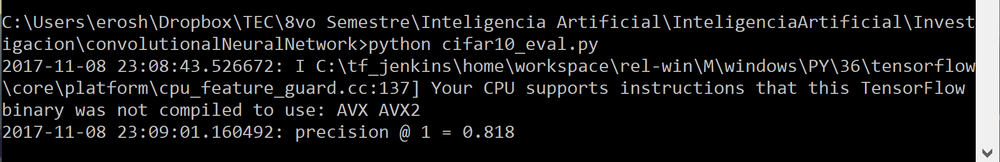 C:\Users\erosh\Dropbox\TEC\8vo Semestre\Inteligencia Artificial\InteligenciaArtificial\Invest
igacion\convolutionalNeuralNetwork>python cifar10_eval.py
2017-11-08 23:08:43.526672: I C:\tf_jenkins\home\workspace\rel-win\M\windows\PY\36\tensorflow
\core\platform\cpu_feature_guard.cc:137] Your CPU supports instructions that this TensorFlow
binary was not compiled to use: AVX AVX2
2017-11-08 23:09:01.160492: precision @ 1 = 0.818